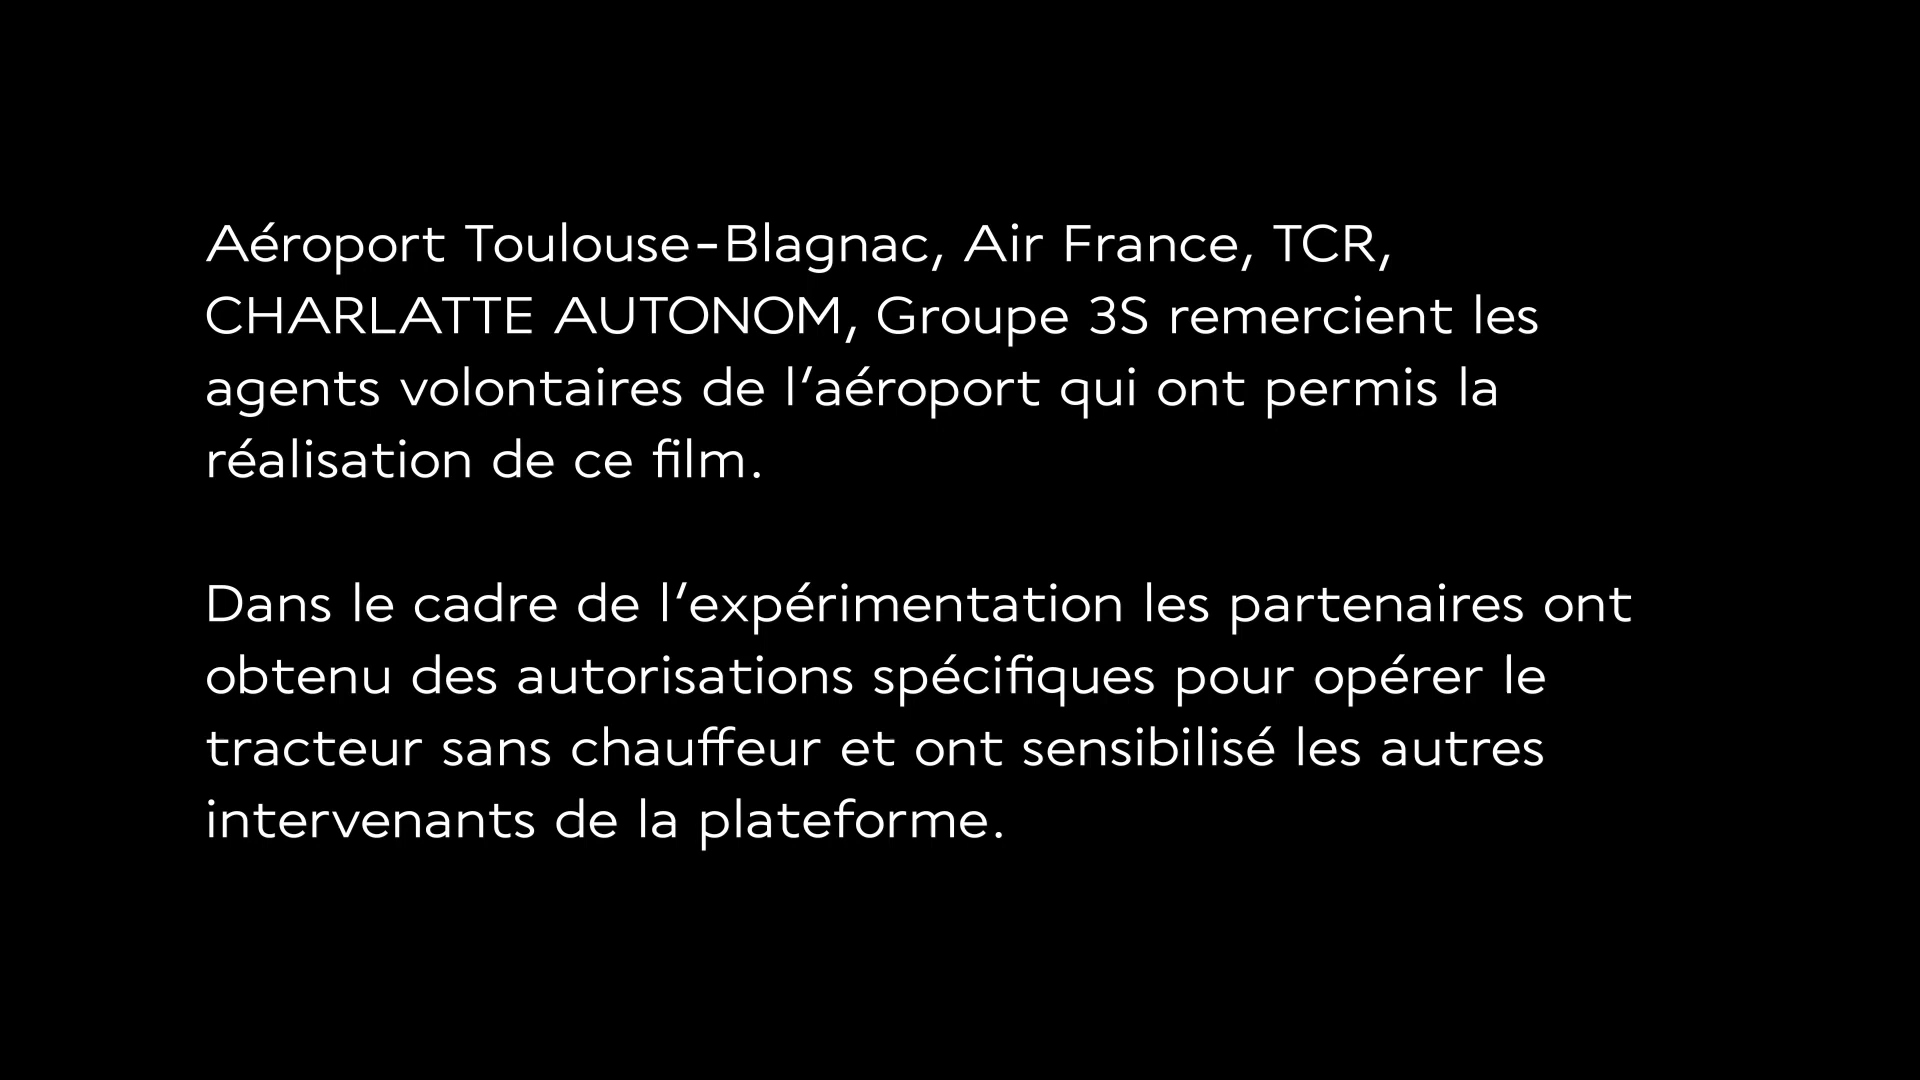 Aéroport Toulouse-Blagnac, Air France, TCR,
CHARLATTE AUTONOM, Groupe 3S remercient les
agents volontaires de l’aéroport qui ont permis la
réalisation de ce film.
Dans le cadre de l’expérimentation les partenaires ont
obtenu des autorisations spécifiques pour opérer le
tracteur sans chauffeur et ont sensibilisé les autres
intervenants de la plateforme.